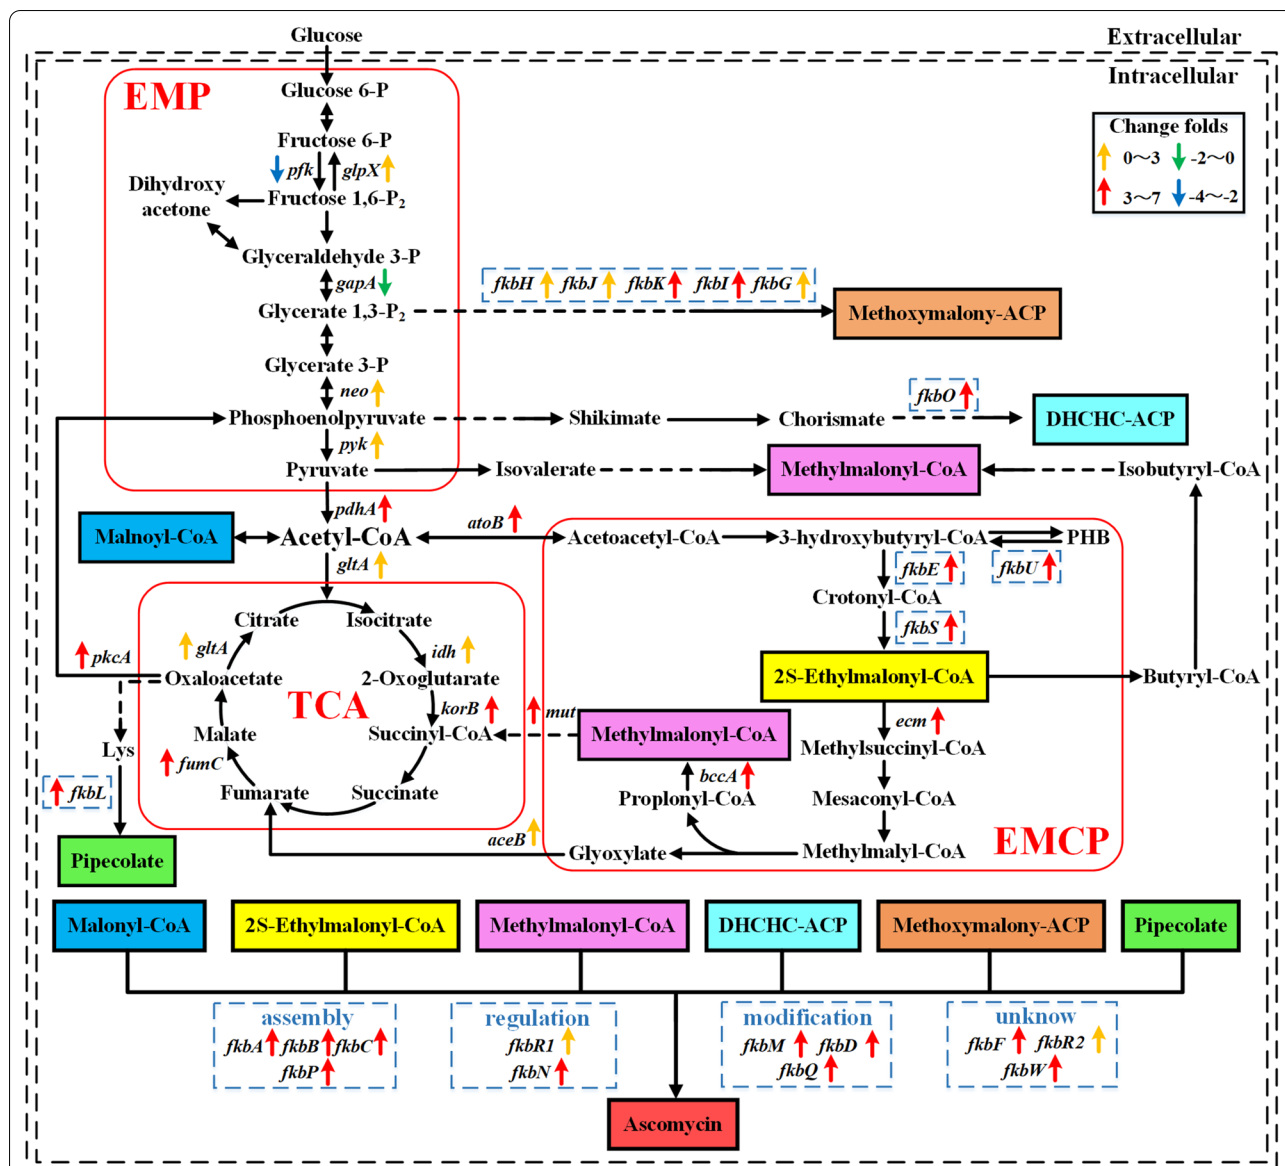 Glucose
Extracellular
Intracellular
EMP
Glucose 6-P
Change folds
0～3
-2～0
3～7
-4～-2
Fructose 6-P
pfk
glpX
Dihydroxy
acetone
Fructose 1,6-P2
Glyceraldehyde 3-P
gapA
fkbH
fkbJ
fkbK
fkbI
fkbG
Glycerate 1,3-P2
Methoxymalony-ACP
Glycerate 3-P
neo
fkbO
Phosphoenolpyruvate
Shikimate
Chorismate
DHCHC-ACP
pyk
Pyruvate
Isovalerate
Methylmalonyl-CoA
Isobutyryl-CoA
pdhA
atoB
Malnoyl-CoA
Acetyl-CoA
Acetoacetyl-CoA
3-hydroxybutyryl-CoA
PHB
gltA
fkbE
fkbU
Crotonyl-CoA
Citrate
Isocitrate
fkbS
pkcA
gltA
idh
Oxaloacetate
2-Oxoglutarate
2S-Ethylmalonyl-CoA
Butyryl-CoA
TCA
korB
mut
ecm
Lys
Malate
Succinyl-CoA
Methylmalonyl-CoA
Methylsuccinyl-CoA
fumC
bccA
fkbL
Fumarate
Succinate
Proplonyl-CoA
Mesaconyl-CoA
aceB
EMCP
Pipecolate
Glyoxylate
Methylmalyl-CoA
Malonyl-CoA
2S-Ethylmalonyl-CoA
Methylmalonyl-CoA
DHCHC-ACP
Methoxymalony-ACP
Pipecolate
assembly
fkbA
fkbB
fkbC
fkbP
regulation
fkbR1
fkbN
modification
fkbM
fkbD
fkbQ
unknow
fkbF
fkbR2
fkbW
Ascomycin